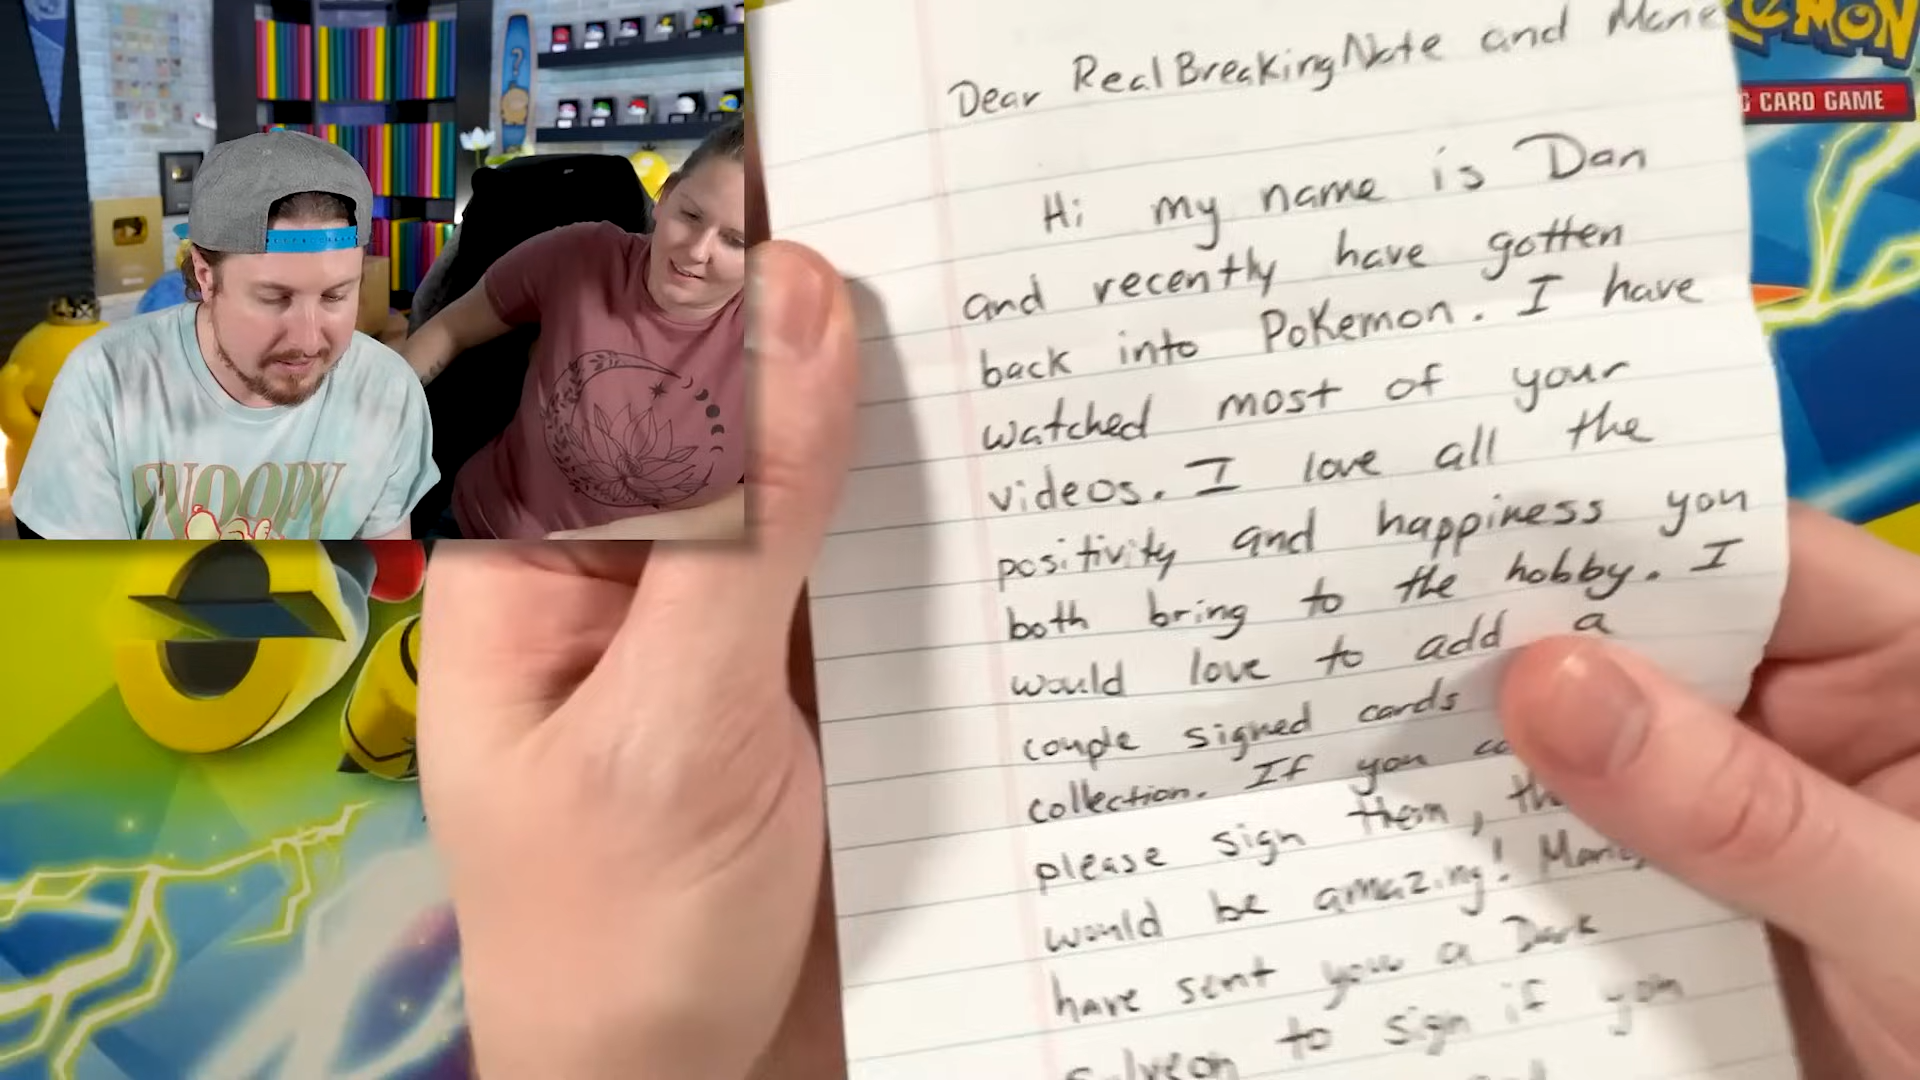 Dear RealBreakingNate and
Hi my name is Dan
and recently have gotten
back into Pokemon. I have
watched most of your
videos. I love all the
positivity and happiness you
both bring to the hobby. I
would love to add a
couple signed cards
collection. If you
please sign them,
would be amazing!
have sent you a Dark
to sign if you
SNOOPY
CARD GAME